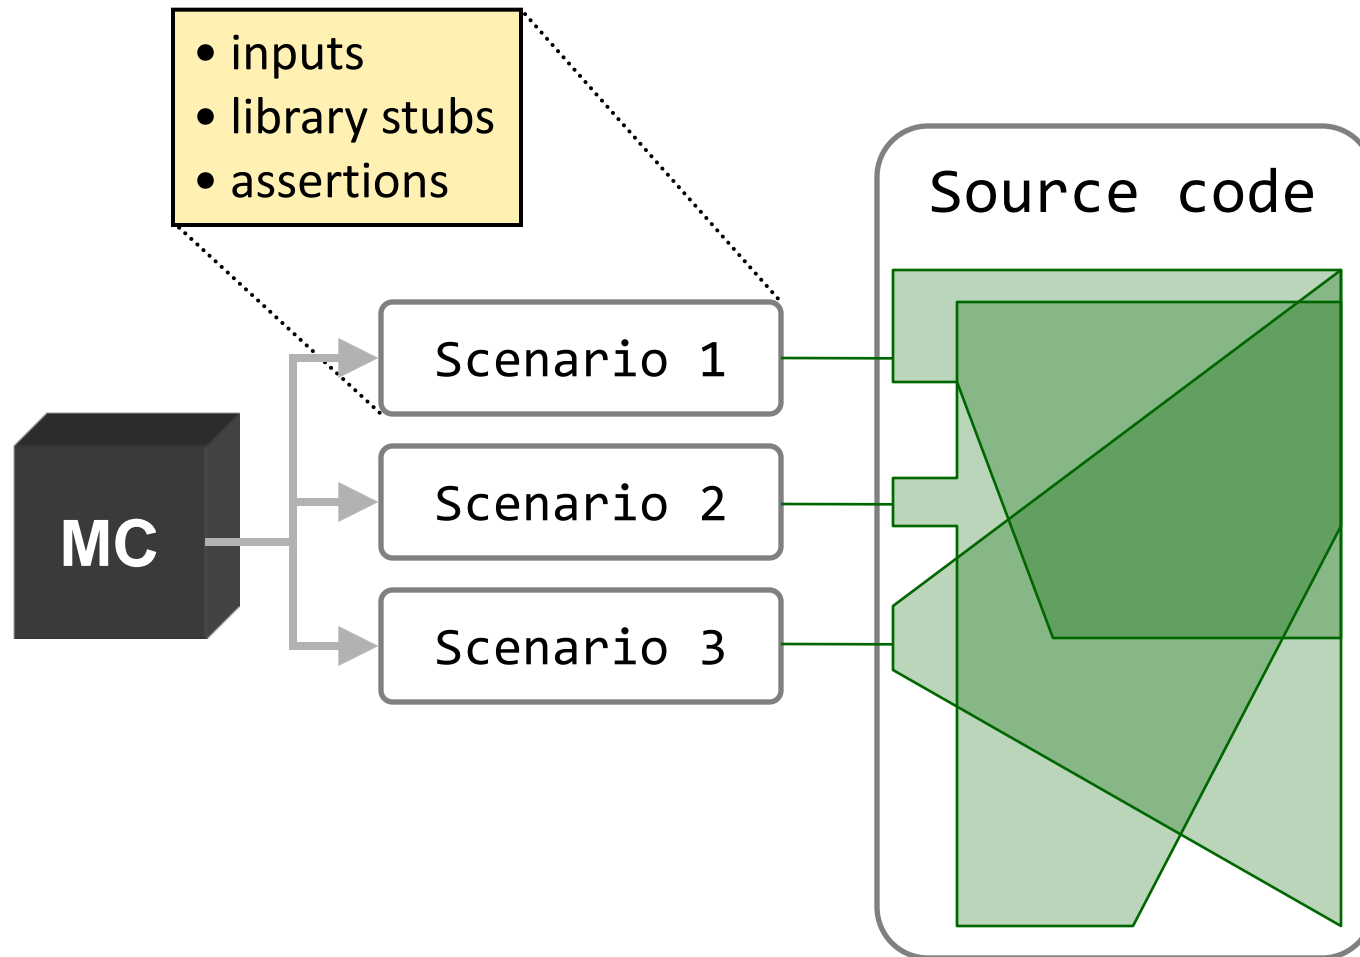 • inputs
• library stubs
• assertions
Source code
Scenario 1
Scenario 2
MC
Scenario 3